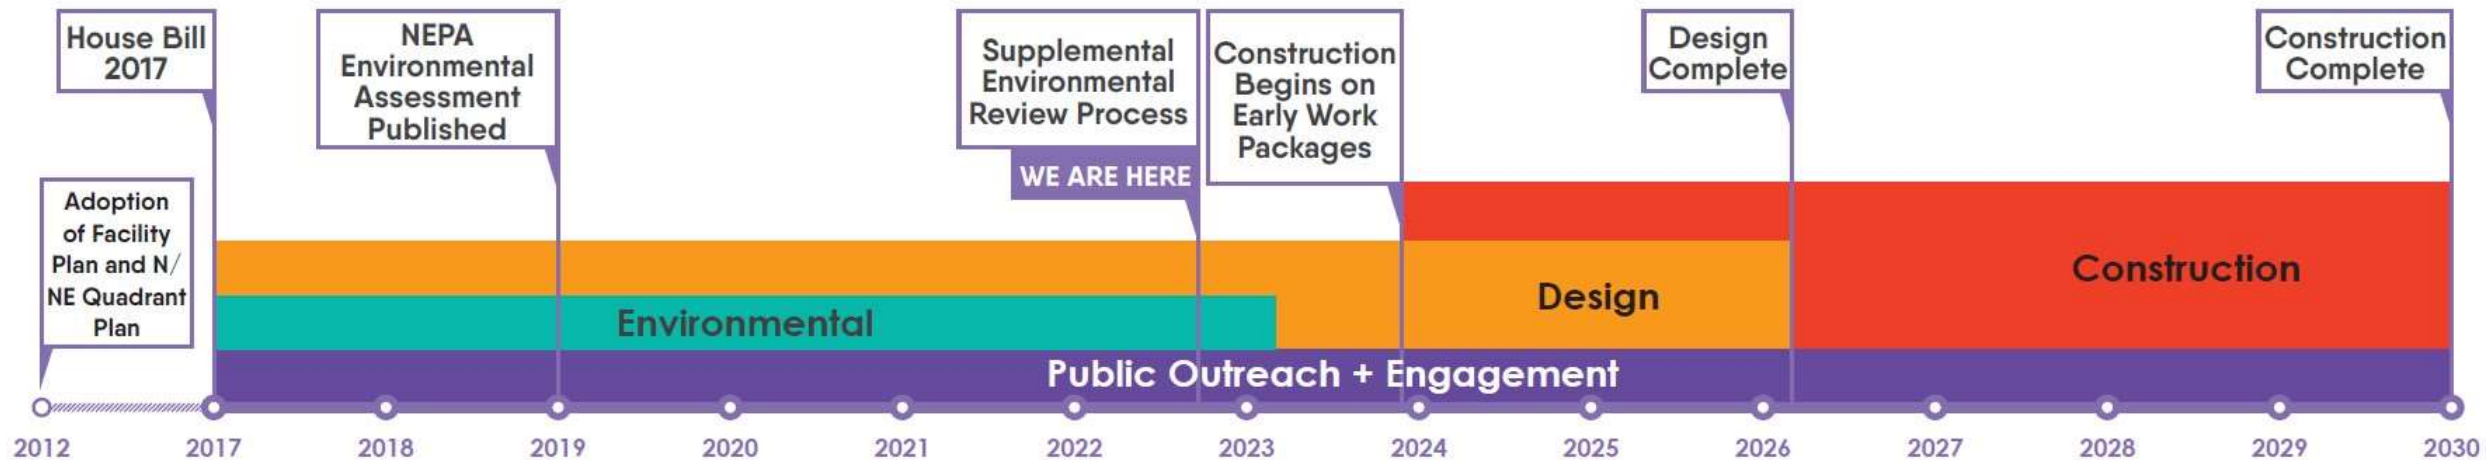 House Bill
2017
NEPA
Environmental
Assessment
Published
Supplemental
Environmental
Review Process
WE ARE HERE
Construction
Begins on
Early Work
Packages
Design
Complete
Construction
Complete
Adoption
of Facility
Plan and N/
NE Quadrant
Plan
Environmental
Design
Construction
Public Outreach + Engagement
2012 2017 2018 2019 2020 2021 2022 2023 2024 2025 2026 2027 2028 2029 2030